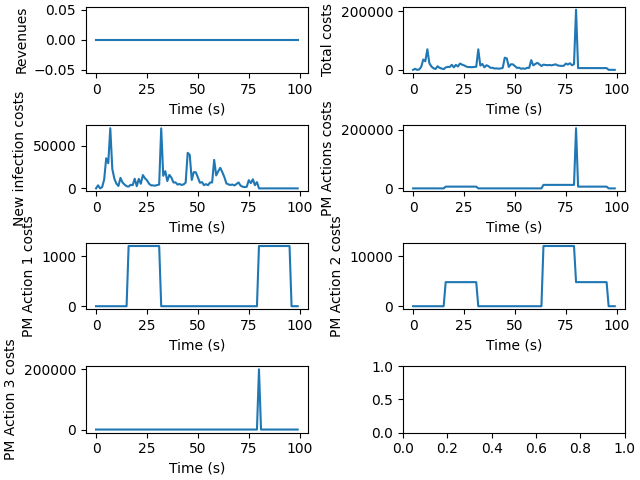 Revenues
0.05
0.00
−0.05
0 25 50 75 100
Time (s)
Total costs
200000
0
0 25 50 75 100
Time (s)
New infection costs
50000
0
0 25 50 75 100
Time (s)
PM Actions costs
200000
0
0 25 50 75 100
Time (s)
PM Action 1 costs
1000
0
0 25 50 75 100
Time (s)
PM Action 2 costs
10000
0
0 25 50 75 100
Time (s)
PM Action 3 costs
200000
0
0 25 50 75 100
Time (s)
1.0
0.5
0.0
0.0 0.2 0.4 0.6 0.8 1.0